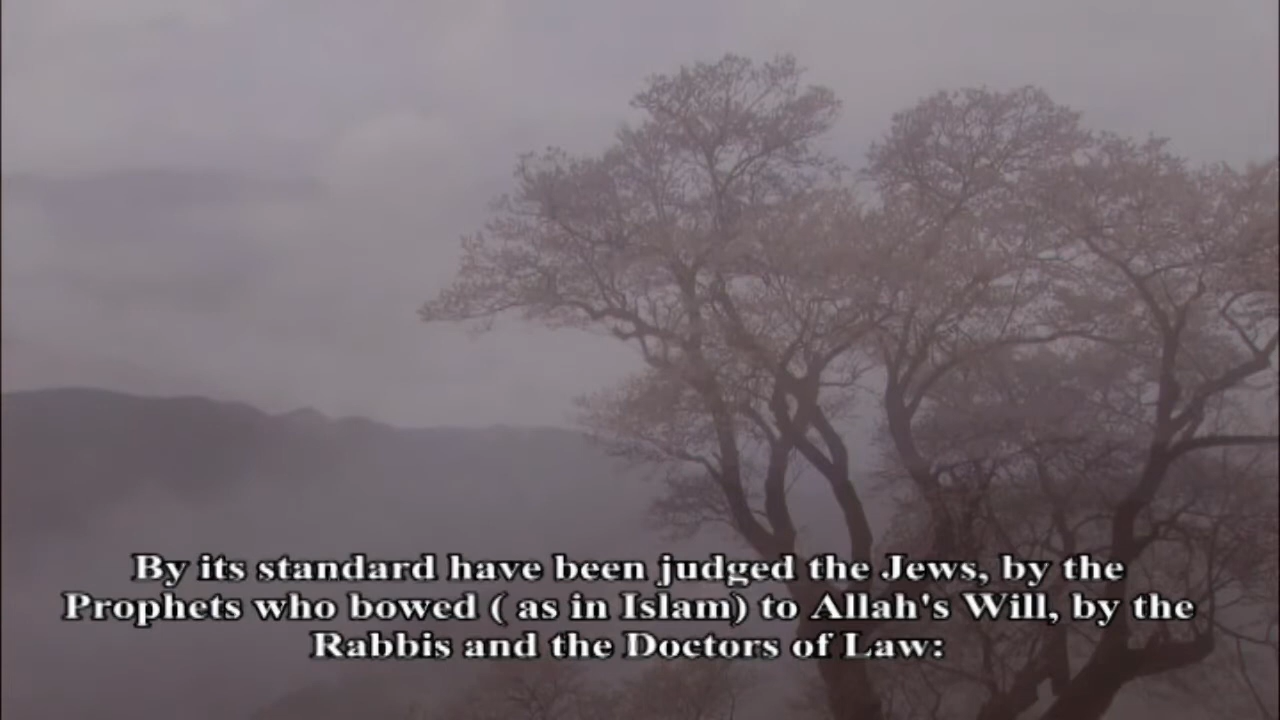 By its standard have been judged the Jews, by the
Prophets who bowed ( as in Islam) to Allah's Will, by the
Rabbis and the Doctors of Law: